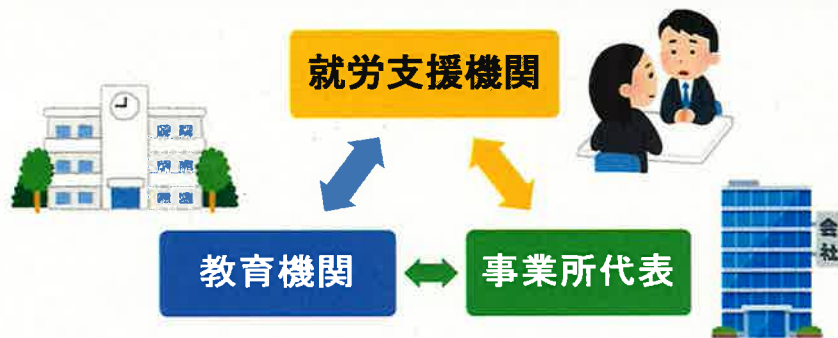 就労支援機関
教育機関
事業所代表
会社